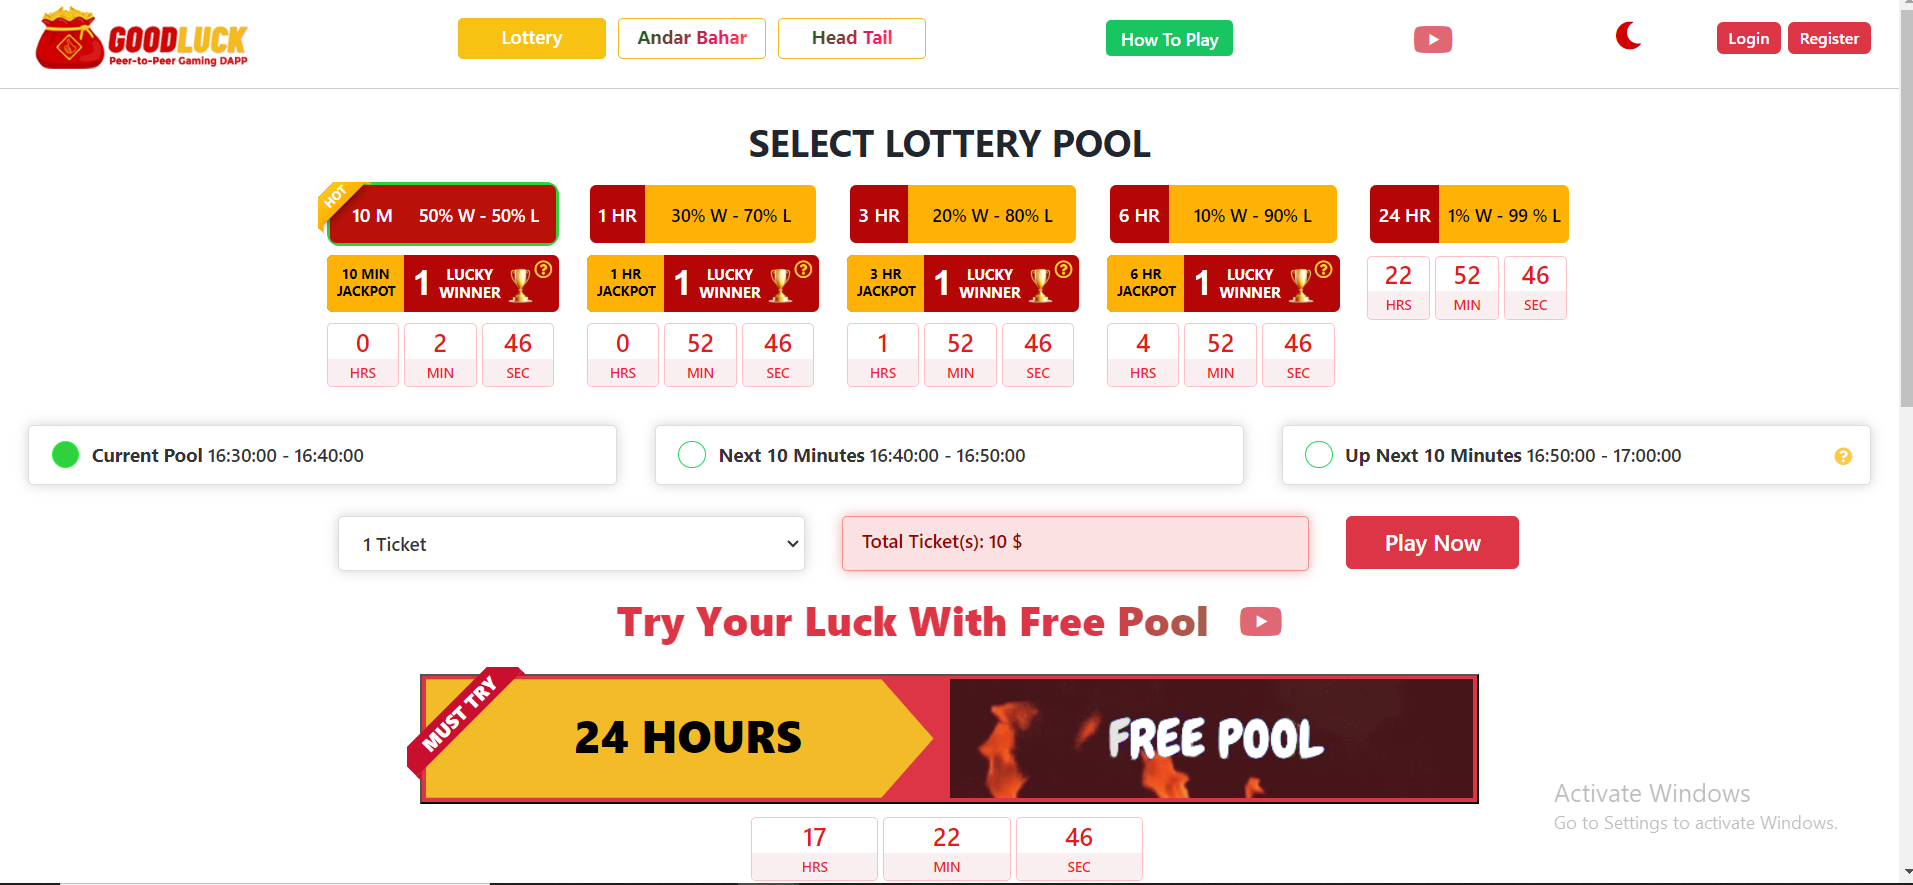 GOODLUCK
Peer-to-Peer Gaming DAPP
Lottery
Andar Bahar
Head Tail
How To Play
Login
Register
SELECT LOTTERY POOL
HOT
10 M 50% W - 50% L
1 HR 30% W - 70% L
3 HR 20% W - 80% L
6 HR 10% W - 90% L
24 HR 1% W - 99 % L
10 MIN
JACKPOT
1
LUCKY
WINNER
?
1 HR
JACKPOT
1
LUCKY
WINNER
?
3 HR
JACKPOT
1
LUCKY
WINNER
?
6 HR
JACKPOT
1
LUCKY
WINNER
?
22 52 46
HRS MIN SEC
0 2 46
HRS MIN SEC
0 52 46
HRS MIN SEC
1 52 46
HRS MIN SEC
4 52 46
HRS MIN SEC
Current Pool 16:30:00 - 16:40:00
Next 10 Minutes 16:40:00 - 16:50:00
Up Next 10 Minutes 16:50:00 - 17:00:00
?
1 Ticket
Total Ticket(s): 10 $
Play Now
Try Your Luck With Free Pool
MUST TRY
24 HOURS
FREE POOL
Activate Windows
Go to Settings to activate Windows.
17 22 46
HRS MIN SEC